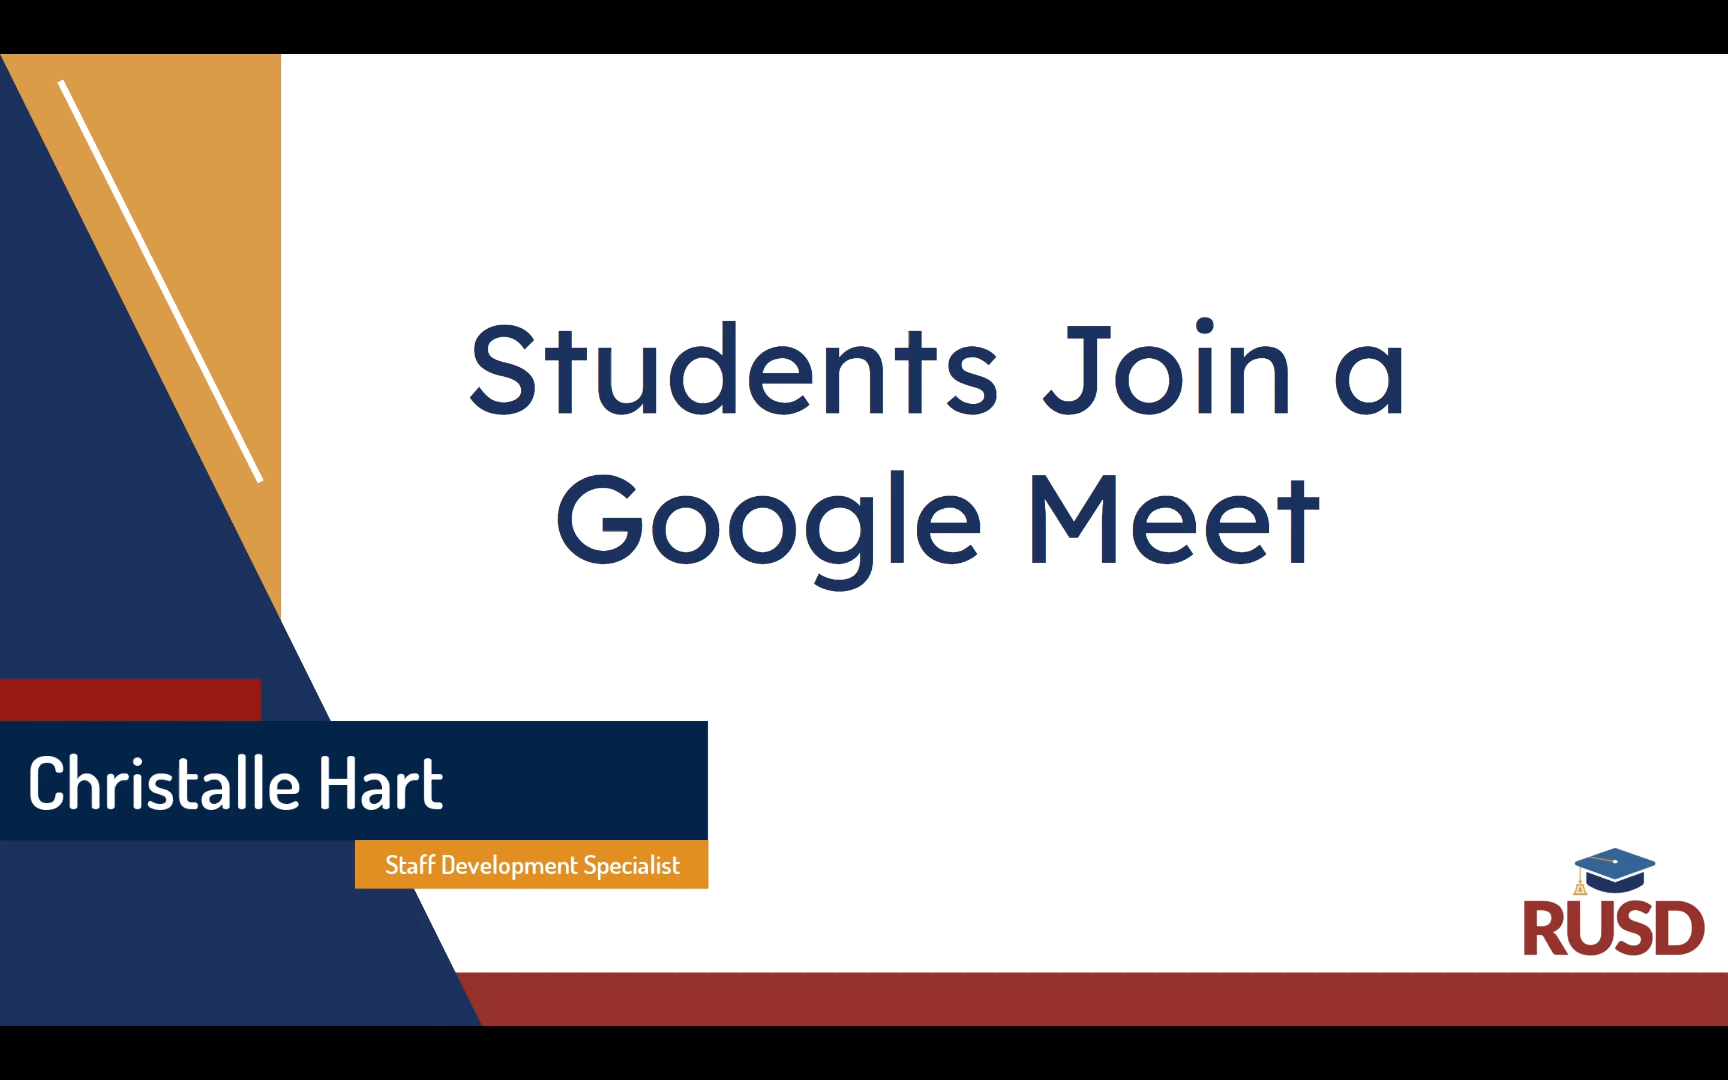 Students Join a
Google Meet
Christalle Hart
Staff Development Specialist
RUSD